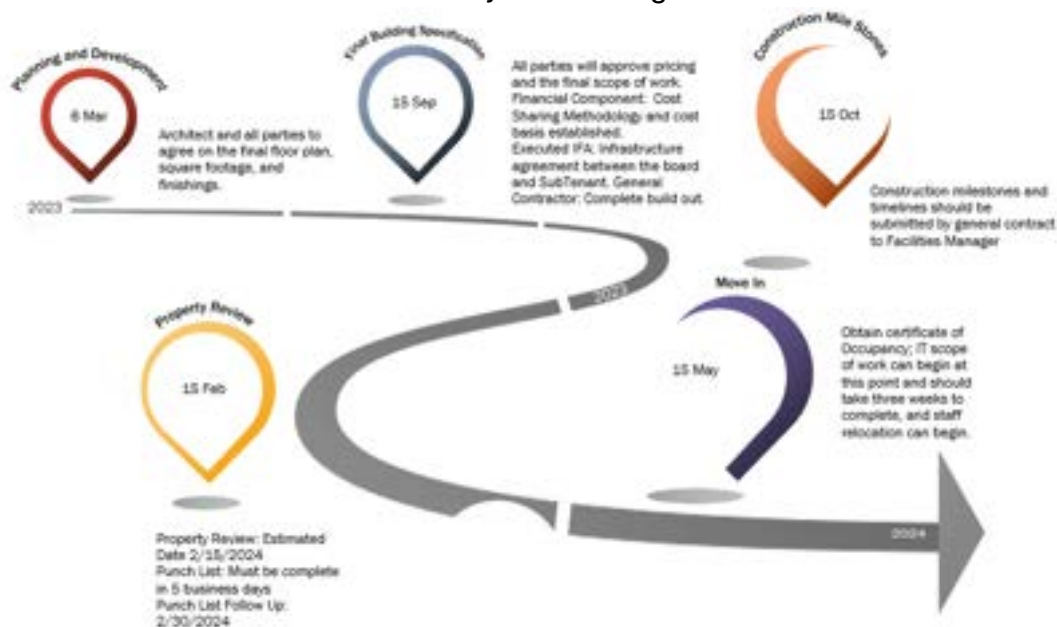 Planning and Development
6 Mar
Architect and all parties to
agree on the final floor plan,
square footage, and
finishings.
Final Building Specification
15 Sep
All parties will approve pricing
and the final scope of work.
Financial Component: Cost
Sharing Methodology and cost
basis established.
Executed IFA: Infrastructure
agreement between the board
and SubTenant. General
Contractor: Complete build out.
Construction Mile Stones
15 Oct
Construction milestones and
timelines should be
submitted by general contract
to Facilities Manager
2023
2023
Property Review
15 Feb
Property Review: Estimated
Date 2/15/2024
Punch List: Must be complete
in 5 business days
Punch List Follow Up:
2/30/2024
Move In
15 May
Obtain certificate of
Occupancy; IT scope
of work can begin at
this point and should
take three weeks to
complete, and staff
relocation can begin.
2024